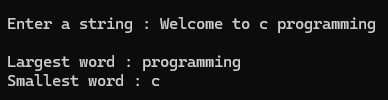 Enter a string : Welcome to c programming
Largest word : programming
Smallest word : c